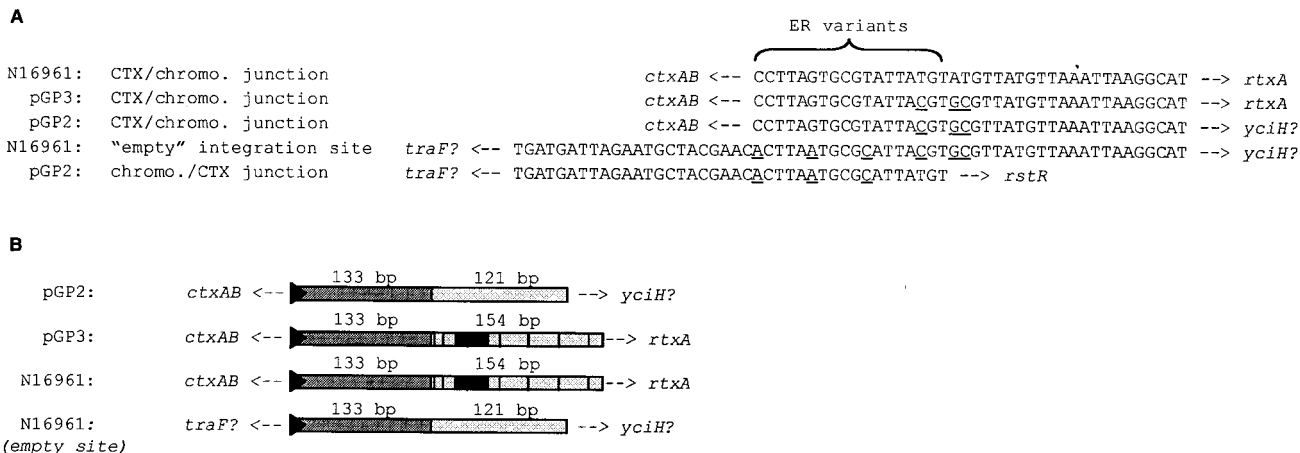 A
ER variants
N16961: CTX/chromo. junction ctxAB <-- CCTTAGTGCGTATTATGTATGTTATGTTAAATTAAGGCAT --> rtxA
pGP3: CTX/chromo. junction ctxAB <-- CCTTAGTGCGTATTACGTGCGTTATGTTAAATTAAGGCAT --> rtxA
pGP2: CTX/chromo. junction ctxAB <-- CCTTAGTGCGTATTACGTGCGTTATGTTAAATTAAGGCAT --> yciH?
N16961: "empty" integration site traF? <-- TGATGATTAGAATGCTACGAACACTTAATGCGCATTACGTGCGTTATGTTAAATTAAGGCAT --> yciH?
pGP2: chromo./CTX junction traF? <-- TGATGATTAGAATGCTACGAACACTTAATGCGCATTATGT --> rstR
B
133 bp 121 bp
pGP2: ctxAB <-- --> yciH?
133 bp 154 bp
pGP3: ctxAB <-- --> rtxA
133 bp 154 bp
N16961: ctxAB <-- --> rtxA
133 bp 121 bp
N16961: traF? <-- --> yciH?
(empty site)